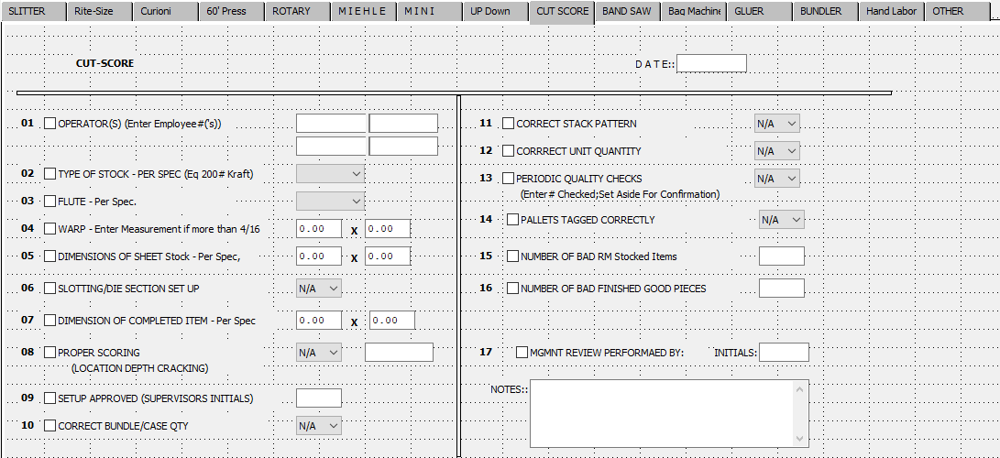 SLITTER Rite-Size Curioni 60' Press ROTARY M I E H L E M I N I UP Down CUT SCORE BAND SAW Bag Machine GLUER BUNDLER Hand Labor OTHER
CUT-SCORE
D A T E::
01 OPERATOR(S) (Enter Employee#('s))
02 TYPE OF STOCK - PER SPEC (Eq 200# Kraft)
03 FLUTE - Per Spec.
04 WARP - Enter Measurement if more than 4/16 0.00 X 0.00
05 DIMENSIONS OF SHEET Stock - Per Spec, 0.00 X 0.00
06 SLOTTING/DIE SECTION SET UP N/A
07 DIMENSION OF COMPLETED ITEM - Per Spec 0.00 X 0.00
08 PROPER SCORING N/A
(LOCATION DEPTH CRACKING)
09 SETUP APPROVED (SUPERVISORS INITIALS)
10 CORRECT BUNDLE/CASE QTY N/A
11 CORRECT STACK PATTERN N/A
12 CORRRECT UNIT QUANTITY N/A
13 PERIODIC QUALITY CHECKS N/A
(Enter# Checked;Set Aside For Confirmation)
14 PALLETS TAGGED CORRECTLY N/A
15 NUMBER OF BAD RM Stocked Items
16 NUMBER OF BAD FINISHED GOOD PIECES
17 MGMNT REVIEW PERFORMAED BY: INITIALS:
NOTES::